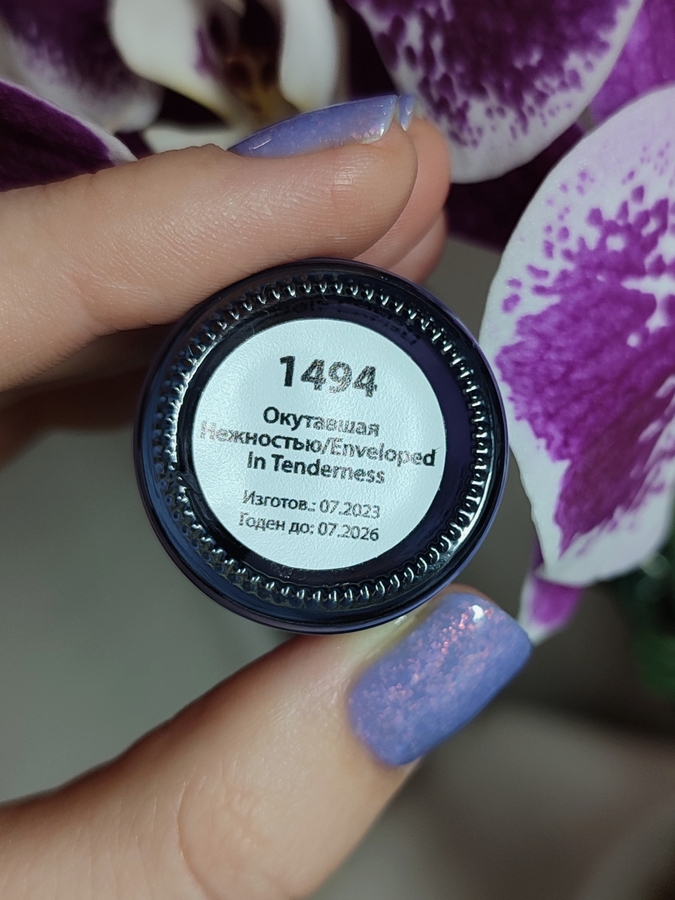 1494
Окутавшая
Нежностью/Enveloped
In Tenderness
Изготов.: 07.2023
Годен до: 07.2026